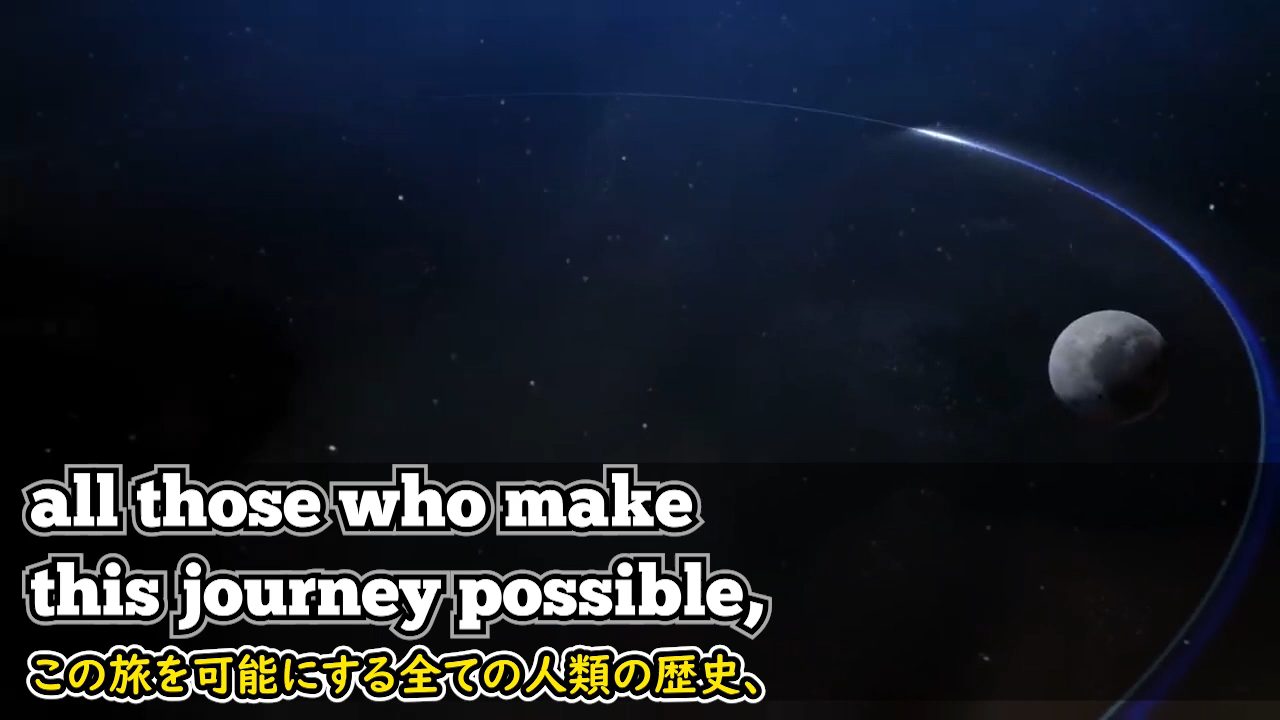 all those who make
this journey possible,
この旅を可能にする全ての人類の歴史、